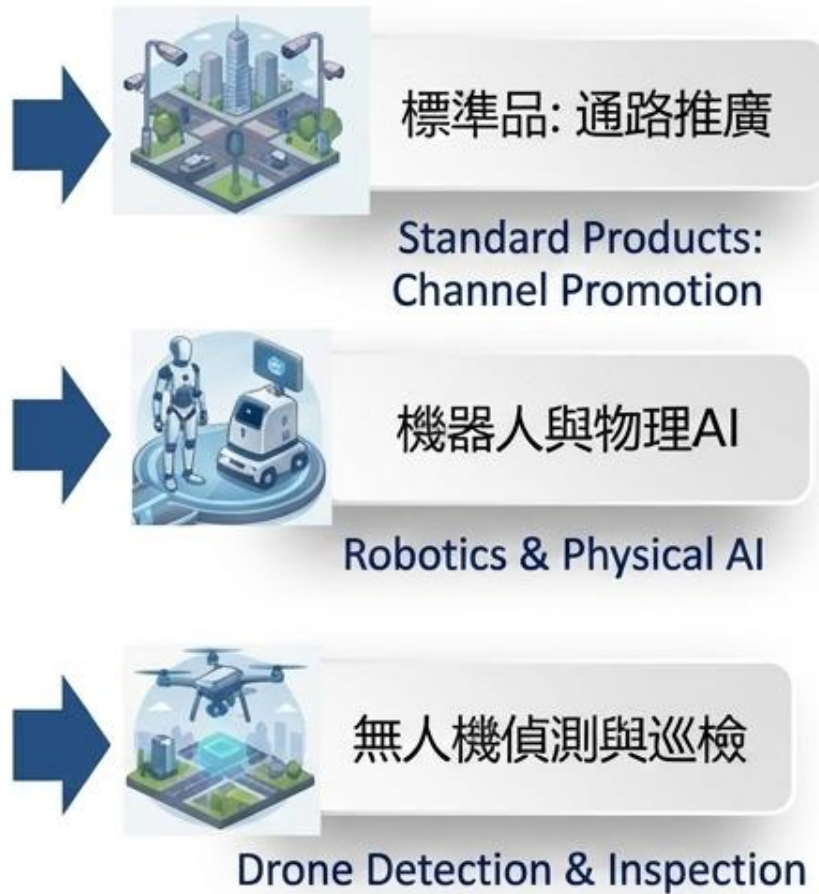 標準品: 通路推廣
Standard Products:
Channel Promotion
機器人與物理AI
Robotics & Physical AI
無人機偵測與巡檢
Drone Detection & Inspection